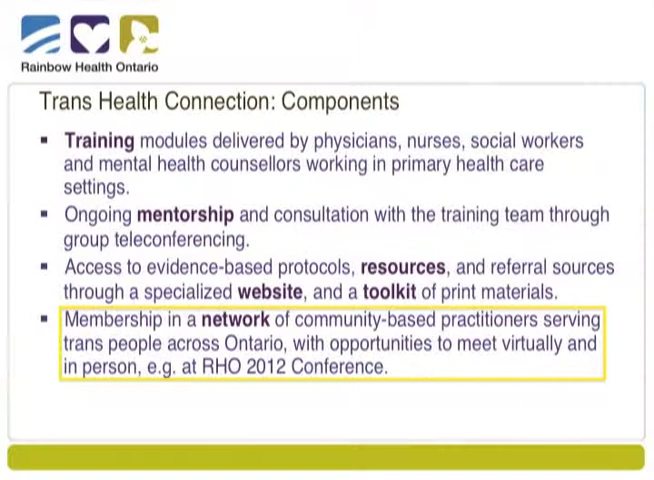 Rainbow Health Ontario
Trans Health Connection: Components
▪ Training modules delivered by physicians, nurses, social workers
and mental health counsellors working in primary health care
settings.
▪ Ongoing mentorship and consultation with the training team through
group teleconferencing.
▪ Access to evidence-based protocols, resources, and referral sources
through a specialized website, and a toolkit of print materials.
▪ Membership in a network of community-based practitioners serving
trans people across Ontario, with opportunities to meet virtually and
in person, e.g. at RHO 2012 Conference.